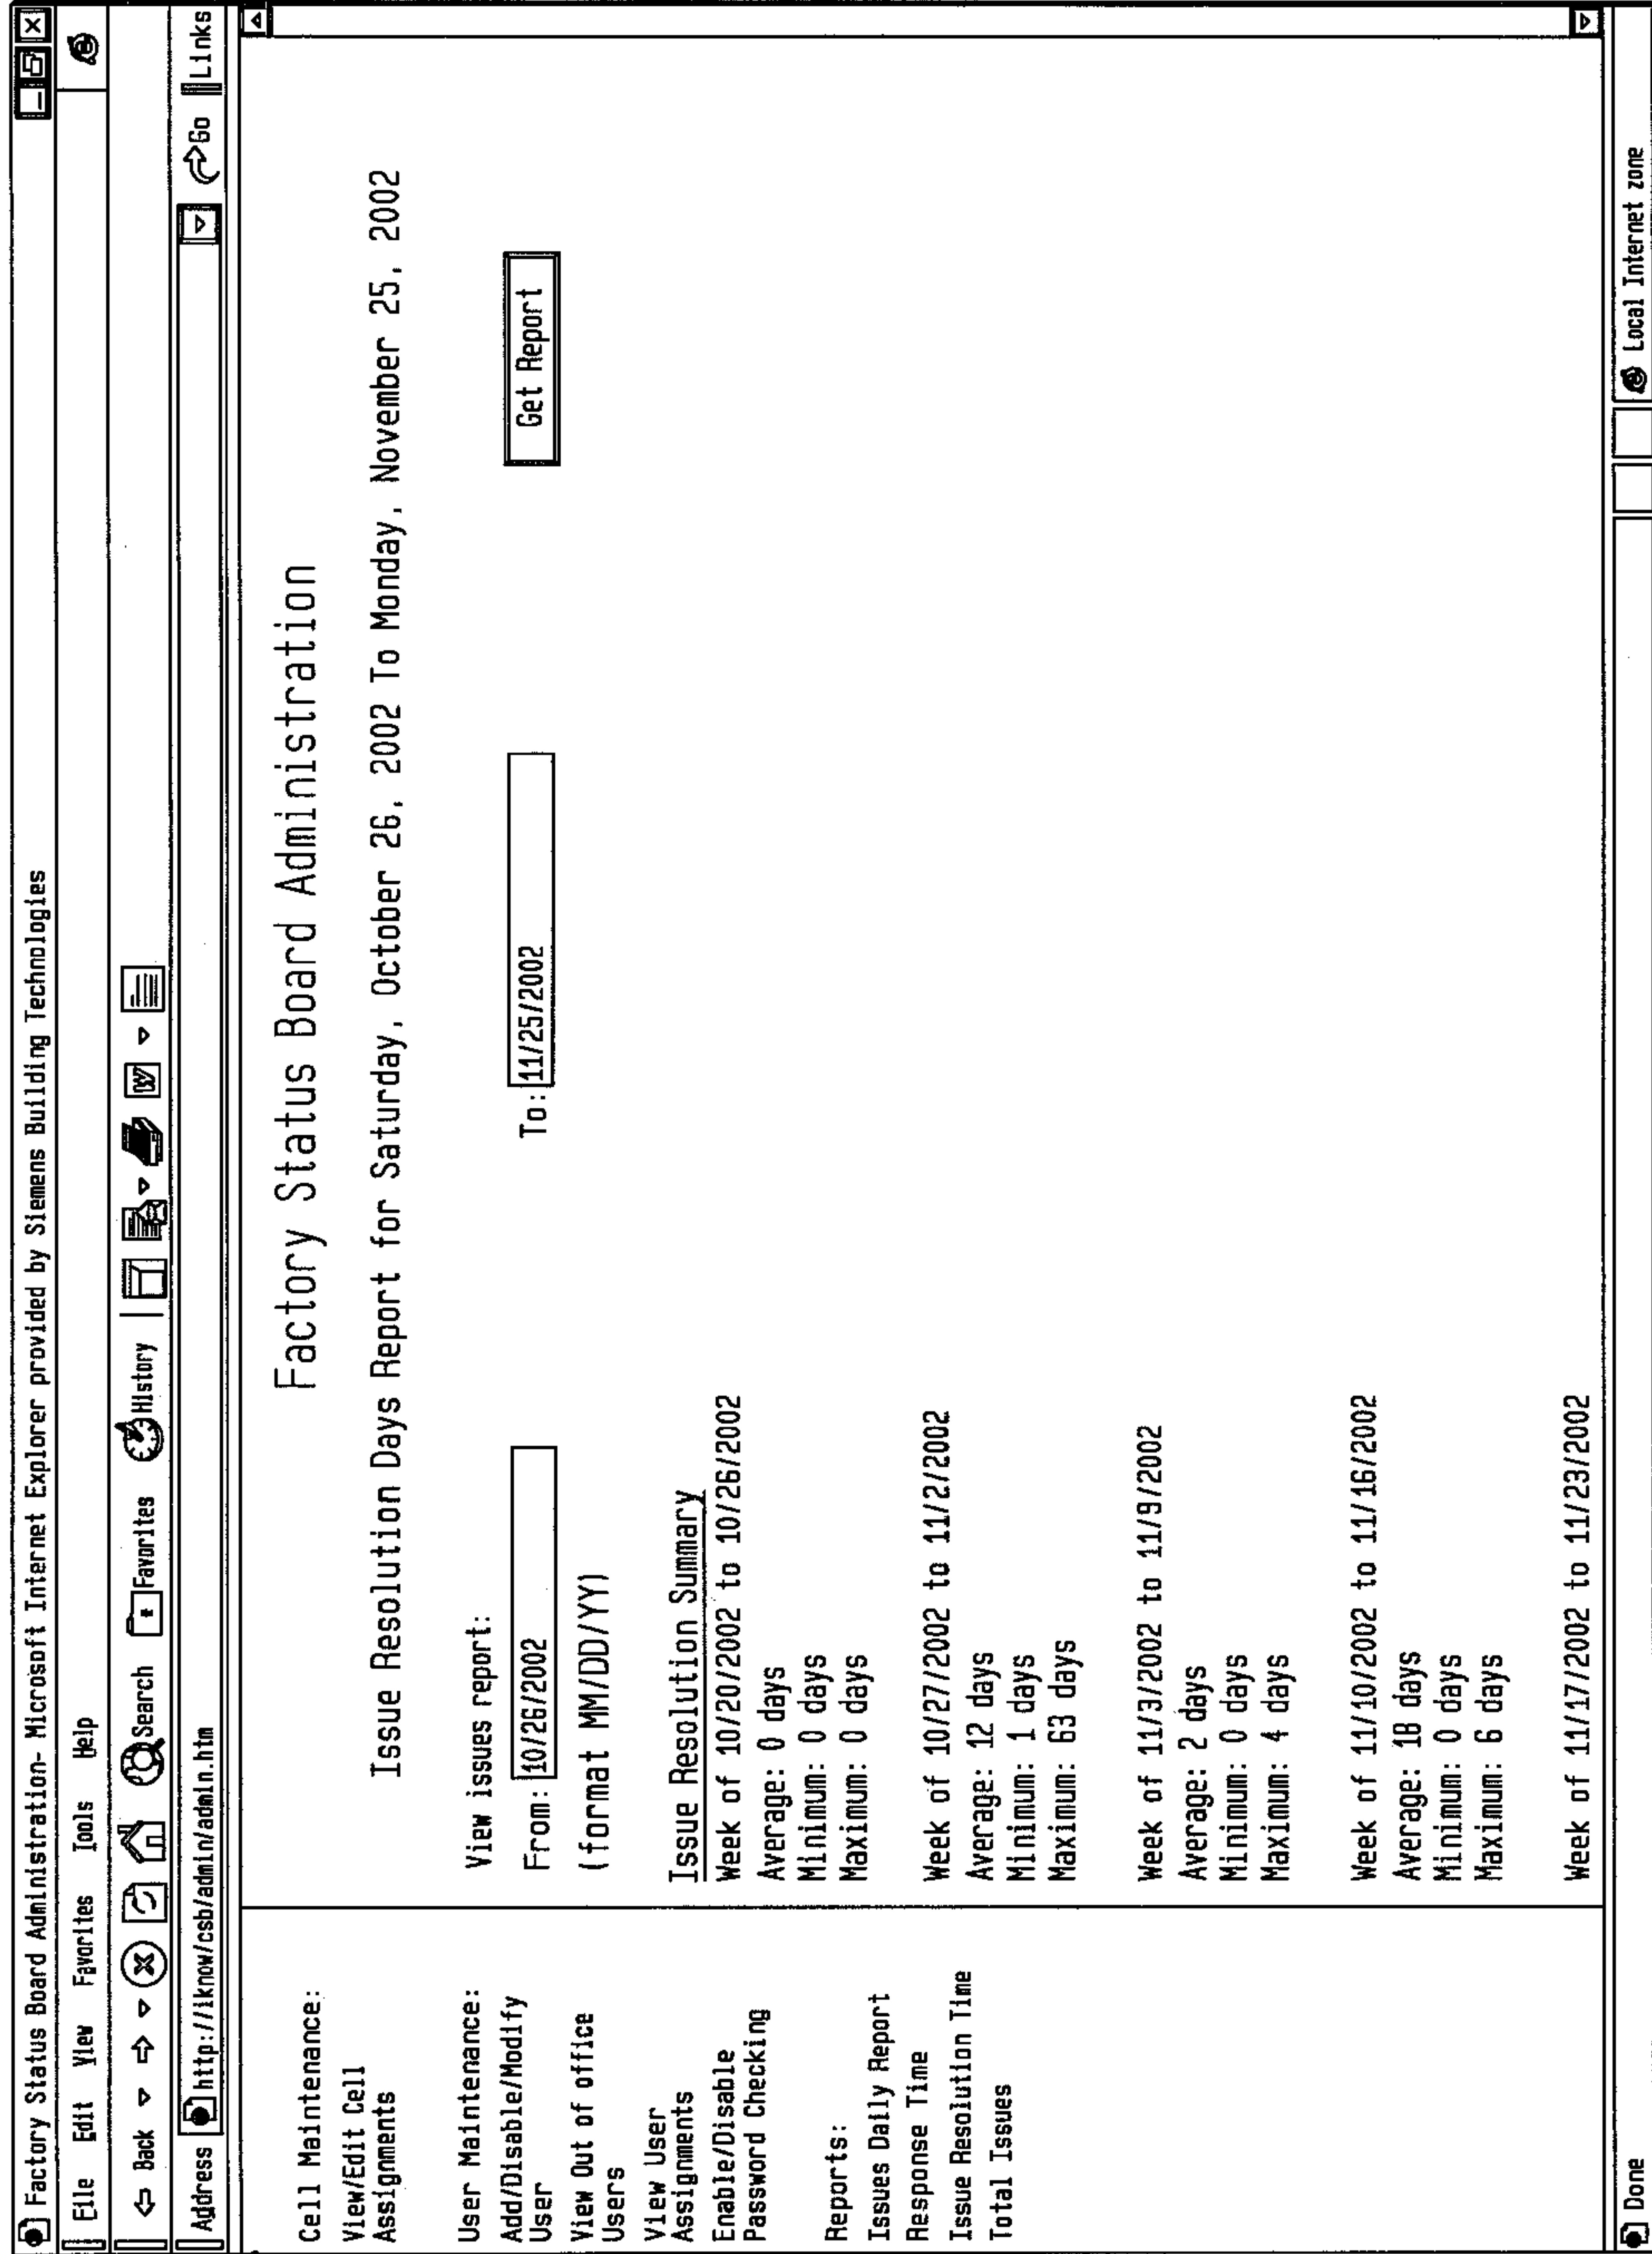 Factory Status Board Administration- Microsoft Internet Explorer provided by Siemens Building Technologies
File Edit View Favorites Tools Help
Back Search Favorites History W
Address http://iknow/csb/admin/admin.htm Go Links
Cell Maintenance:
View/Edit Cell
Assignments
User Maintenance:
Add/Disable/Modify
User
View Out of office
Users
View User
Assignments
Enable/Disable
Password Checking
Reports:
Issues Daily Report
Response Time
Issue Resolution Time
Total Issues
Factory Status Board Administration
Issue Resolution Days Report for Saturday, October 26, 2002 To Monday, November 25, 2002
View issues report:
From: 10/26/2002 To: 11/25/2002 Get Report
(format MM/DD/YY)
Issue Resolution Summary
Week of 10/20/2002 to 10/26/2002
Average: 0 days
Minimum: 0 days
Maximum: 0 days
Week of 10/27/2002 to 11/2/2002
Average: 12 days
Minimum: 1 days
Maximum: 63 days
Week of 11/3/2002 to 11/9/2002
Average: 2 days
Minimum: 0 days
Maximum: 4 days
Week of 11/10/2002 to 11/16/2002
Average: 18 days
Minimum: 0 days
Maximum: 6 days
Week of 11/17/2002 to 11/23/2002
Done Local Internet zone